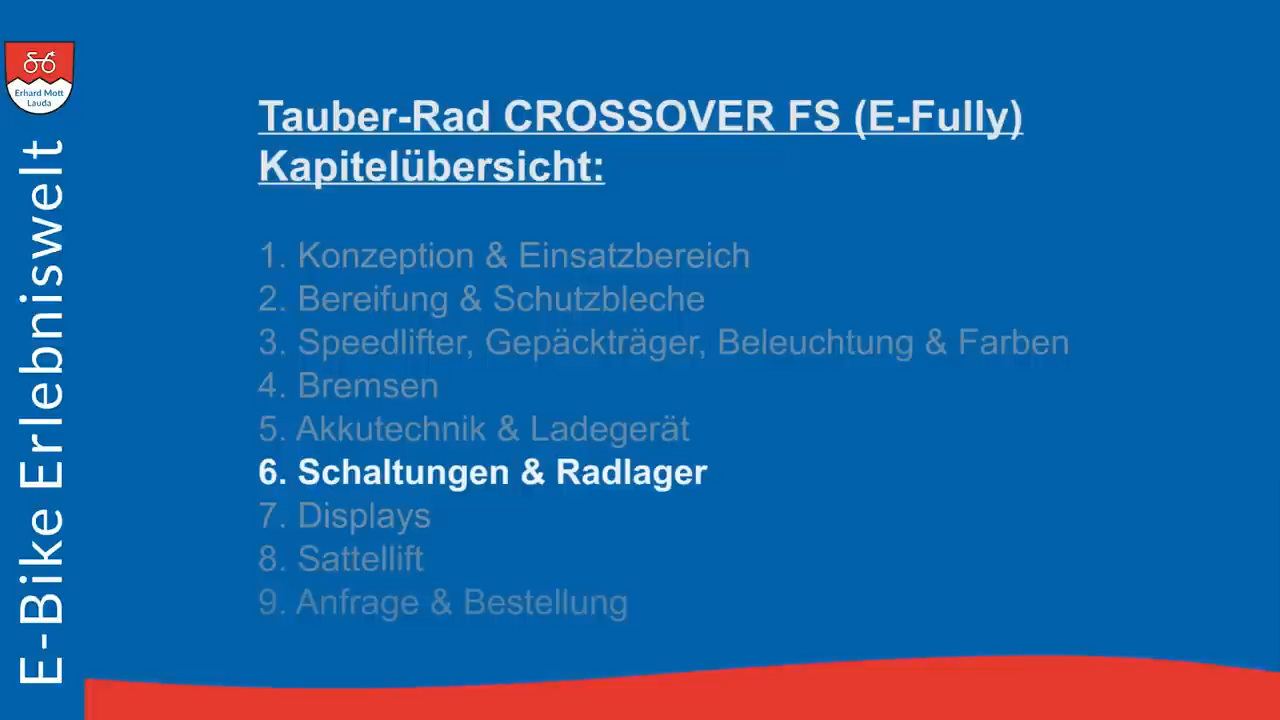 Erhard Mott
Lauda
E-Bike Erlebniswelt
Tauber-Rad CROSSOVER FS (E-Fully)
Kapitelübersicht:
1. Konzeption & Einsatzbereich
2. Bereifung & Schutzbleche
3. Speedlifter, Gepäckträger, Beleuchtung & Farben
4. Bremsen
5. Akkutechnik & Ladegerät
6. Schaltungen & Radlager
7. Displays
8. Sattellift
9. Anfrage & Bestellung